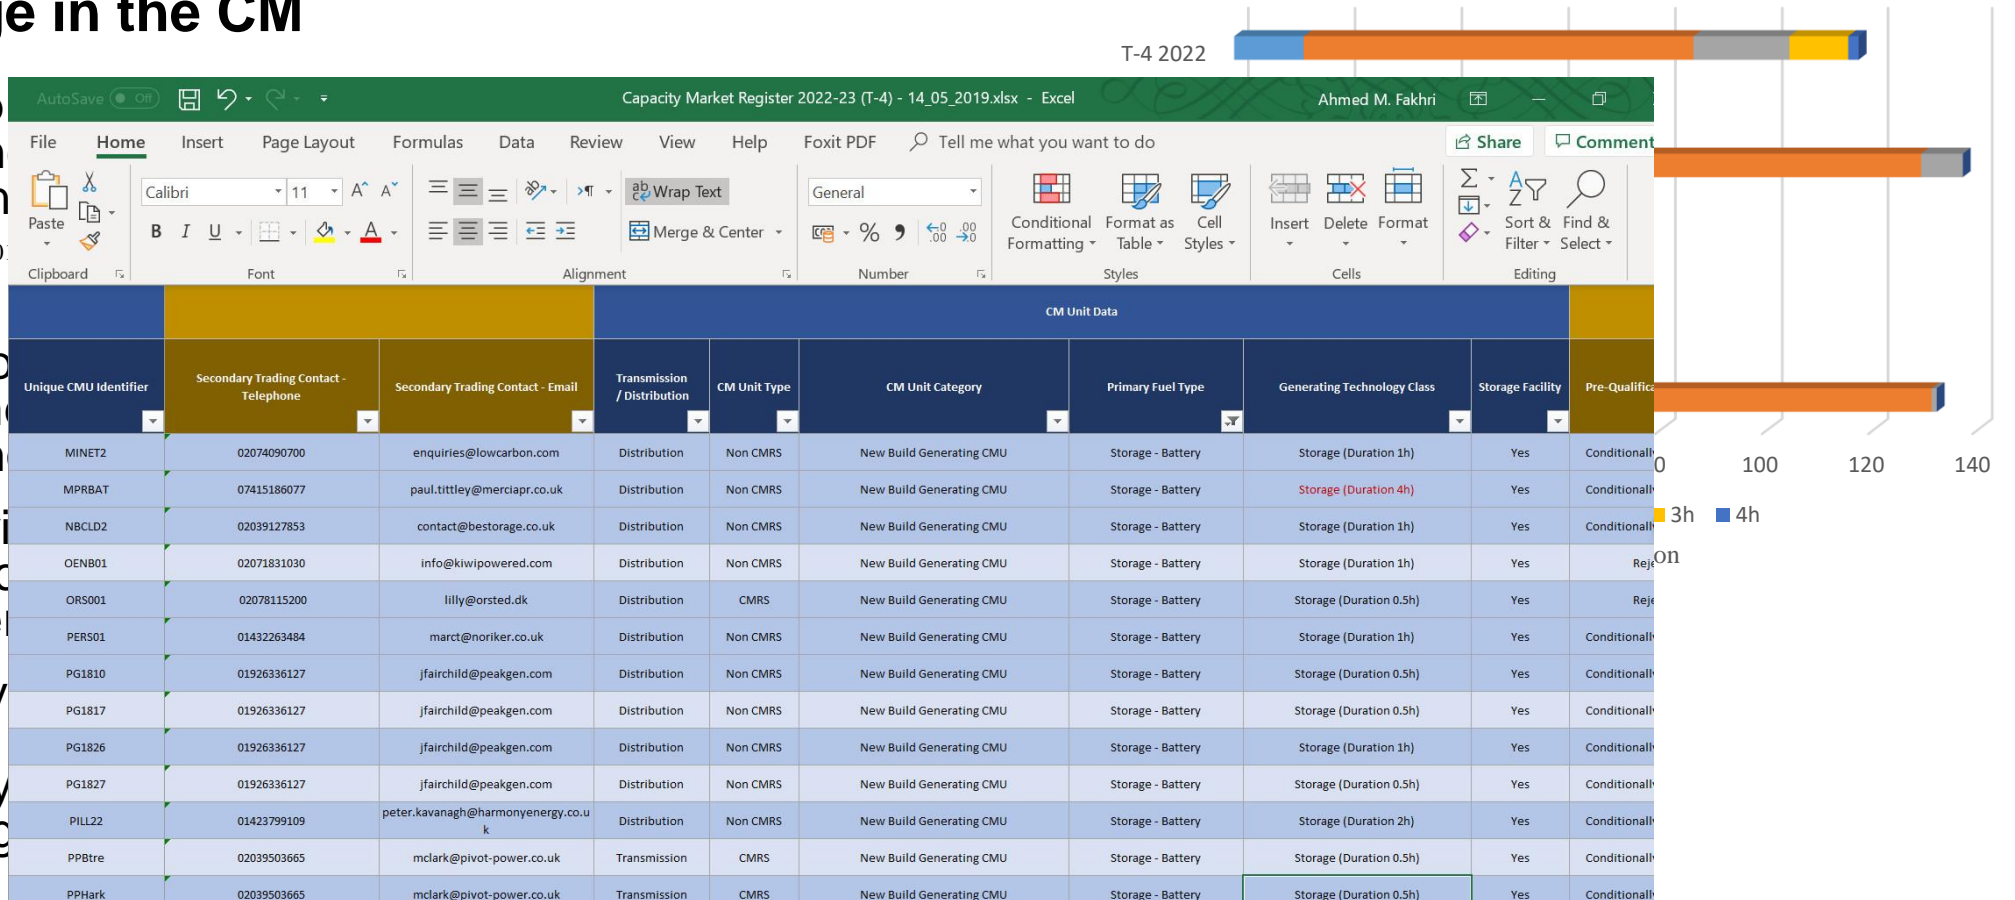 ge in the CM
T-4 2022
AutoSave Off
Capacity Market Register 2022-23 (T-4) - 14_05_2019.xlsx - Excel
Ahmed M. Fakhri
File Home Insert Page Layout Formulas Data Review View Help Foxit PDF Tell me what you want to do
Share Comment
Paste
Calibri 11
B I U
Wrap Text
Merge & Center
General
Conditional Formatting
Format as Table
Cell Styles
Insert Delete Format
Sort & Filter
Find & Select
Clipboard Font Alignment Number Styles Cells Editing
CM Unit Data
Unique CMU Identifier Secondary Trading Contact - Telephone Secondary Trading Contact - Email Transmission / Distribution CM Unit Type CM Unit Category Primary Fuel Type Generating Technology Class Storage Facility Pre-Qualifica
MINET2 02074090700 enquiries@lowcarbon.com Distribution Non CMRS New Build Generating CMU Storage - Battery Storage (Duration 1h) Yes Conditionall
MPRBAT 07415186077 paul.tittley@merciapr.co.uk Distribution Non CMRS New Build Generating CMU Storage - Battery Storage (Duration 4h) Yes Conditionall
NBCLD2 02039127853 contact@bestorage.co.uk Distribution Non CMRS New Build Generating CMU Storage - Battery Storage (Duration 1h) Yes Conditionall
OENB01 02071831030 info@kiwipowered.com Distribution Non CMRS New Build Generating CMU Storage - Battery Storage (Duration 1h) Yes Reje
ORS001 02078115200 lilly@orsted.dk Distribution CMRS New Build Generating CMU Storage - Battery Storage (Duration 0.5h) Yes Reje
PERS01 01432263484 marct@noriker.co.uk Distribution Non CMRS New Build Generating CMU Storage - Battery Storage (Duration 1h) Yes Conditionall
PG1810 01926336127 jfairchild@peakgen.com Distribution Non CMRS New Build Generating CMU Storage - Battery Storage (Duration 0.5h) Yes Conditionall
PG1817 01926336127 jfairchild@peakgen.com Distribution Non CMRS New Build Generating CMU Storage - Battery Storage (Duration 0.5h) Yes Conditionall
PG1826 01926336127 jfairchild@peakgen.com Distribution Non CMRS New Build Generating CMU Storage - Battery Storage (Duration 1h) Yes Conditionall
PG1827 01926336127 jfairchild@peakgen.com Distribution Non CMRS New Build Generating CMU Storage - Battery Storage (Duration 0.5h) Yes Conditionall
PILL22 01423799109 peter.kavanagh@harmonyenergy.co.uk Distribution Non CMRS New Build Generating CMU Storage - Battery Storage (Duration 2h) Yes Conditionall
PPBtre 02039503665 mclark@pivot-power.co.uk Transmission CMRS New Build Generating CMU Storage - Battery Storage (Duration 0.5h) Yes Conditionall
PPHark 02039503665 mclark@pivot-power.co.uk Transmission CMRS New Build Generating CMU Storage - Battery Storage (Duration 0.5h) Yes Conditionall
0 100 120 140
3h 4h
on